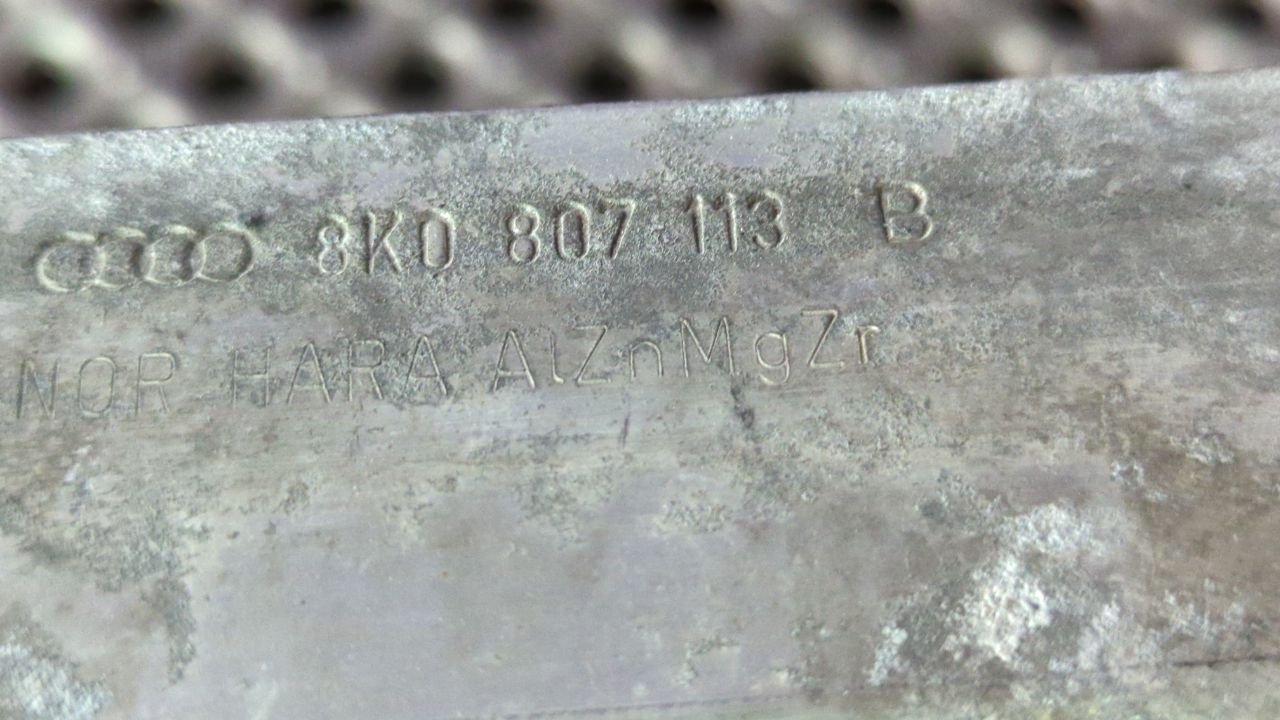 8K0 807 113 B
NOR HARA AlZnMgZr